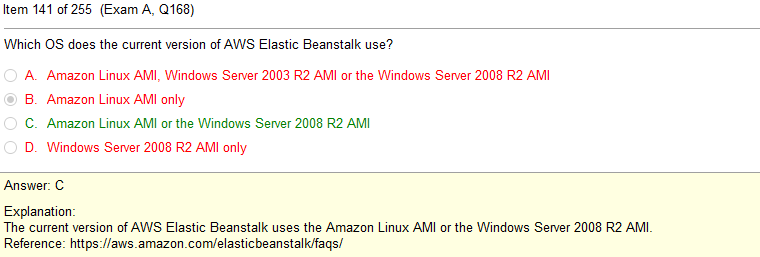 Item 141 of 255 (Exam A, Q168)
Which OS does the current version of AWS Elastic Beanstalk use?
A. Amazon Linux AMI, Windows Server 2003 R2 AMI or the Windows Server 2008 R2 AMI
B. Amazon Linux AMI only
C. Amazon Linux AMI or the Windows Server 2008 R2 AMI
D. Windows Server 2008 R2 AMI only
Answer: C
Explanation:
The current version of AWS Elastic Beanstalk uses the Amazon Linux AMI or the Windows Server 2008 R2 AMI.
Reference: https://aws.amazon.com/elasticbeanstalk/faqs/